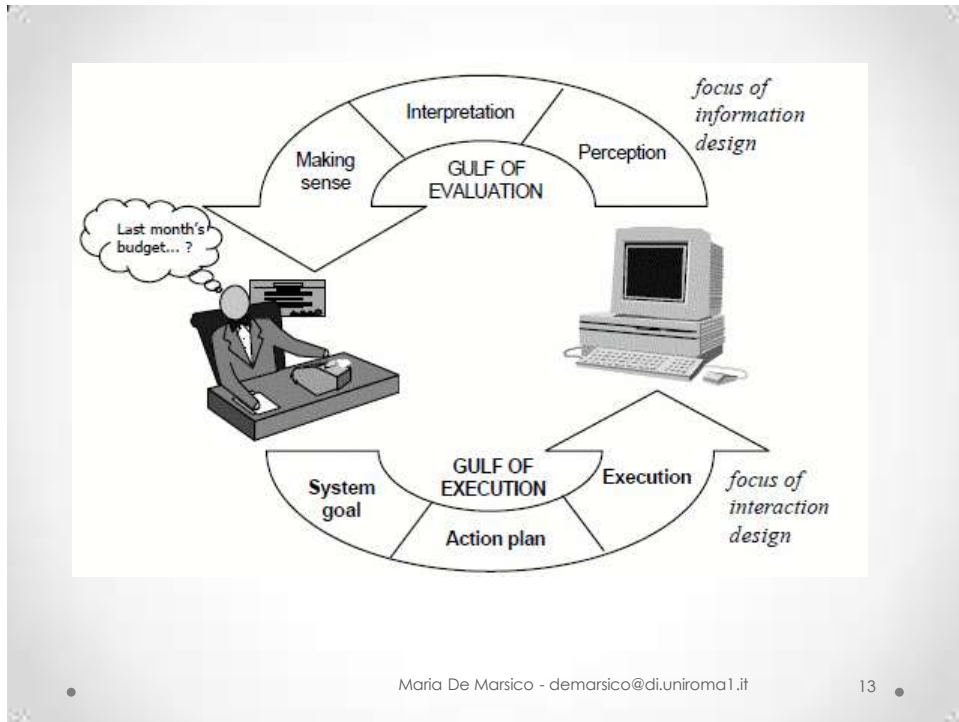 focus of
information
design
Interpretation
Perception
Making
sense
GULF OF
EVALUATION
Last month's
budget... ?
GULF OF
EXECUTION
System
goal
Action plan
Execution
focus of
interaction
design
Maria De Marsico - demarsico@di.uniroma1.it
13